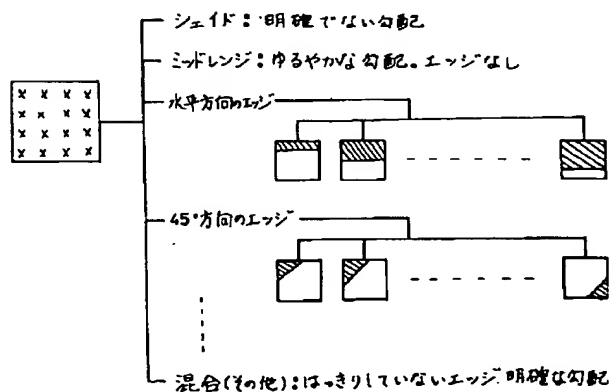 シェイド：明確でない勾配
ミッドレンジ：ゆるやかな勾配。エッジなし
x x x x
x x x x
x x x x
x x x x
水平方向のエッジ
45°方向のエッジ
混合(その他)：はっきりしていないエッジ. 明確な勾配